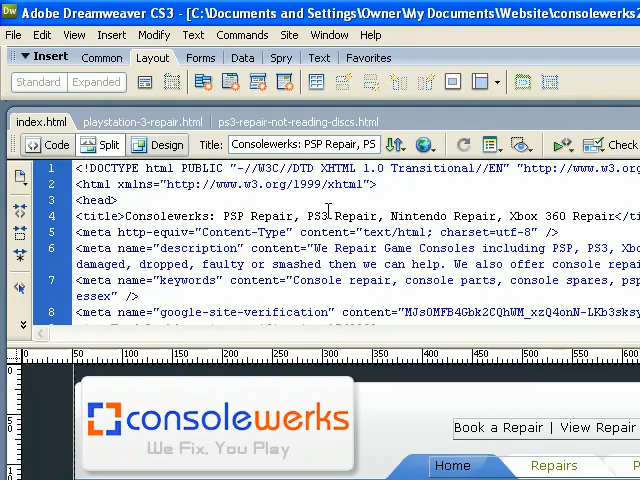 Adobe Dreamweaver CS3 - [C:\Documents and Settings\Owner\My Documents\Website\consolewerks2
File Edit View Insert Modify Text Commands Site Window Help
Insert Common Layout Forms Data Spry Text Favorites
Standard Expanded
index.html playstation-3-repair.html ps3-repair-not-reading-discs.html
Code Split Design Title: Consolewerks: PSP Repair, PS Check
1 <!DOCTYPE html PUBLIC "-//W3C//DTD XHTML 1.0 Transitional//EN" "http://www.w3
2 <html xmlns="http://www.w3.org/1999/xhtml">
3 <head>
4 <title>Consolewerks: PSP Repair, PS3 Repair, Nintendo Repair, Xbox 360 Repair</ti
5 <meta http-equiv="Content-Type" content="text/html; charset=utf-8" />
6 <meta name="description" content="We Repair Game Consoles including PSP, PS3, Xbo
damaged, dropped, faulty or smashed then we can help. We also offer console repai
7 <meta name="keywords" content="Console repair, console parts, console spares, psp
essex" />
8 <meta name="google-site-verification" content="MJsOMFB4Gbk2CQhWM_xzQ4onN-LKb3sksy
0 50 100 150 200 250 300 350 400 450 500 550 600
0
50
consolewerks
We Fix, You Play
Book a Repair | View Repair
Home Repairs P